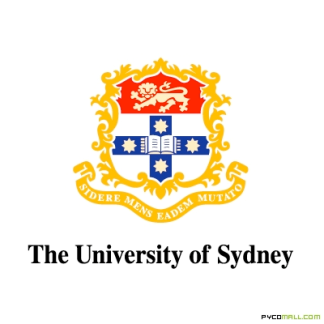 SIDERE MENS EADEM MUTATO
The University of Sydney
PYCOMALL.COM